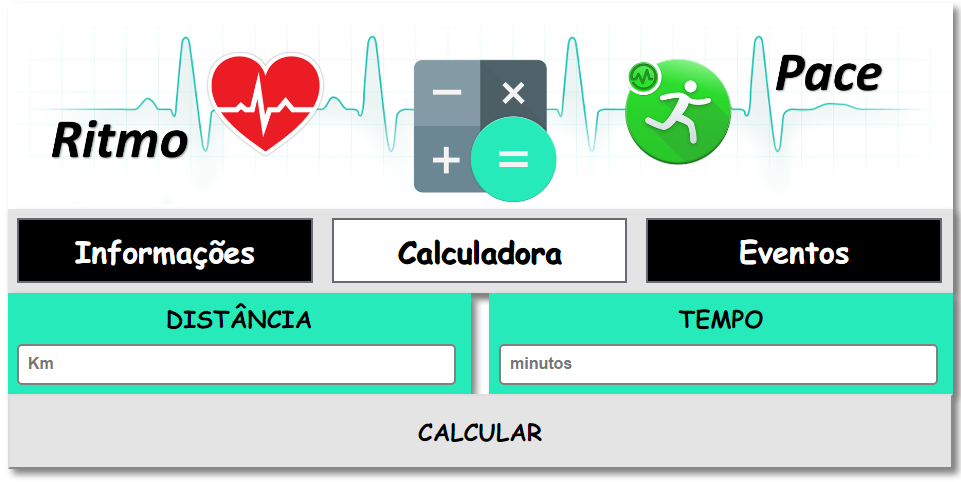 Ritmo
Pace
Informações
Calculadora
Eventos
DISTÂNCIA
TEMPO
Km
minutos
CALCULAR